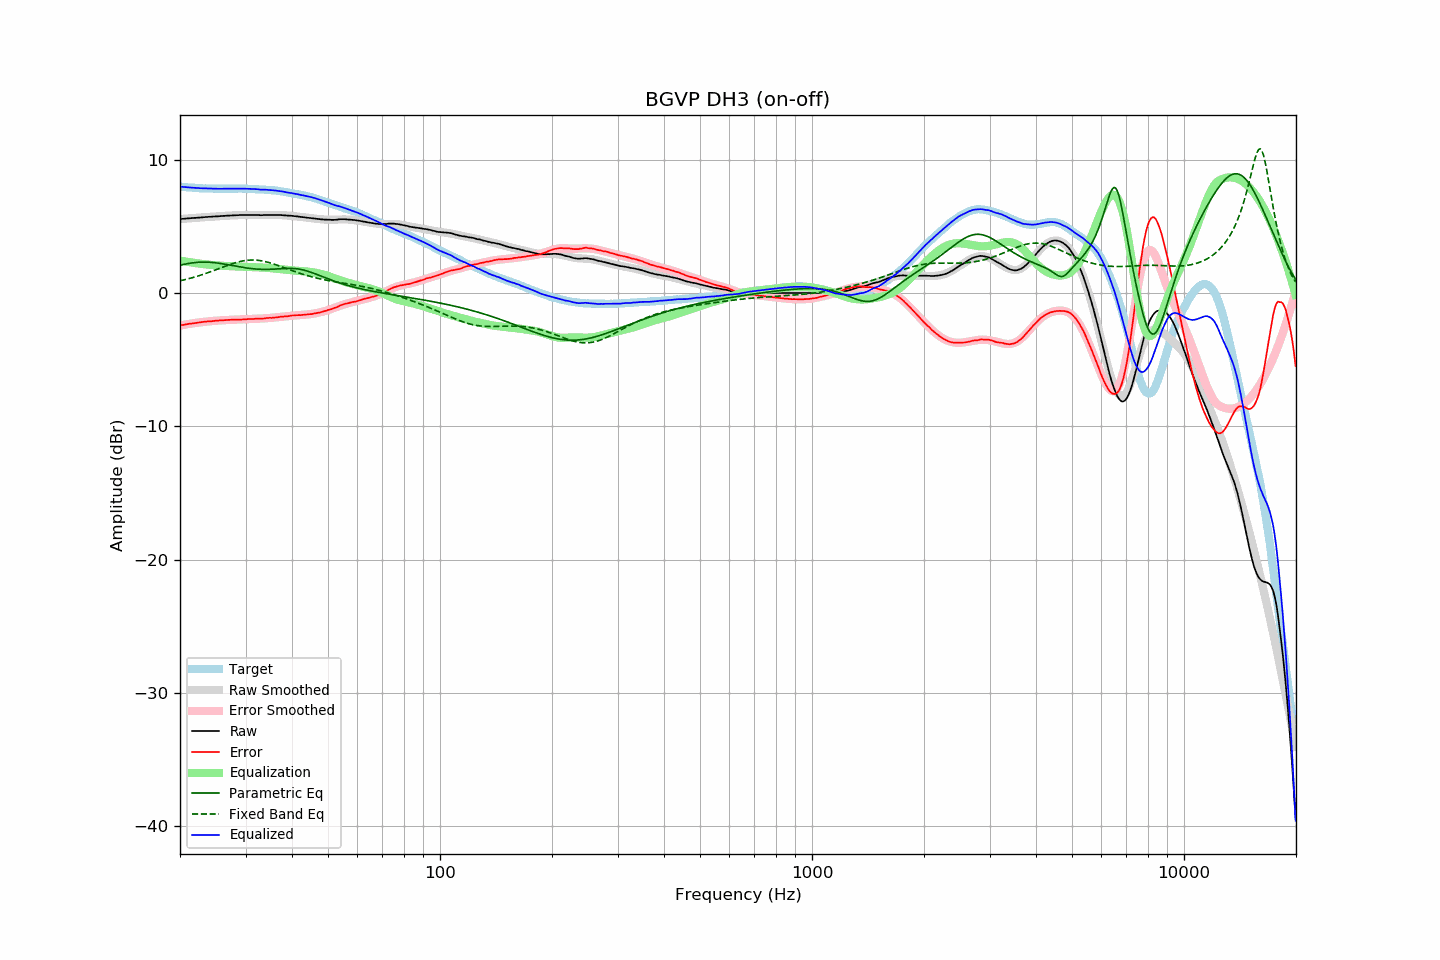 BGVP DH3 (on-off)
Amplitude (dBr)
10
0
−10
−20
−30
−40
Target
Raw Smoothed
Error Smoothed
Raw
Error
Equalization
Parametric Eq
Fixed Band Eq
Equalized
100
1000
10000
Frequency (Hz)